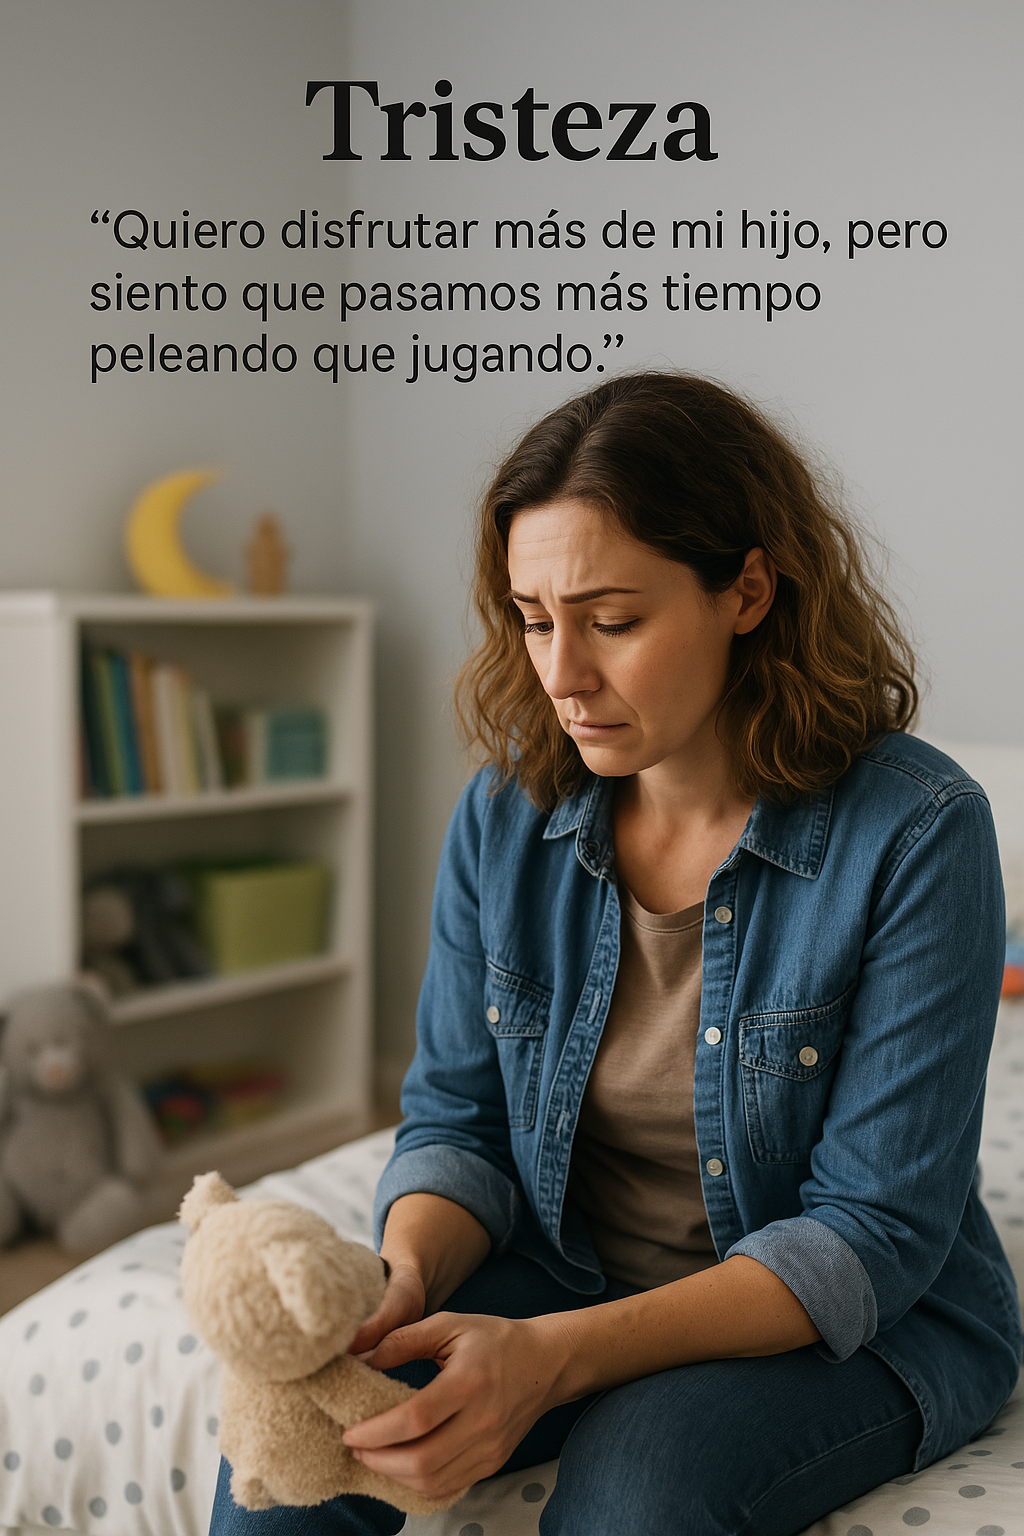 Tristeza
“Quiero disfrutar más de mi hijo, pero
siento que pasamos más tiempo
peleando que jugando.”